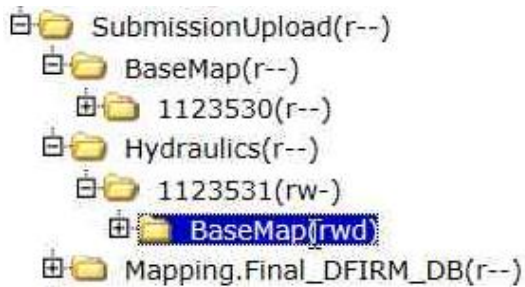 SubmissionUpload(r--)
BaseMap(r--)
1123530(r--)
Hydraulics(r--)
1123531(rw-)
BaseMap(rwd)
Mapping.Final_DFIRM_DB(r--)